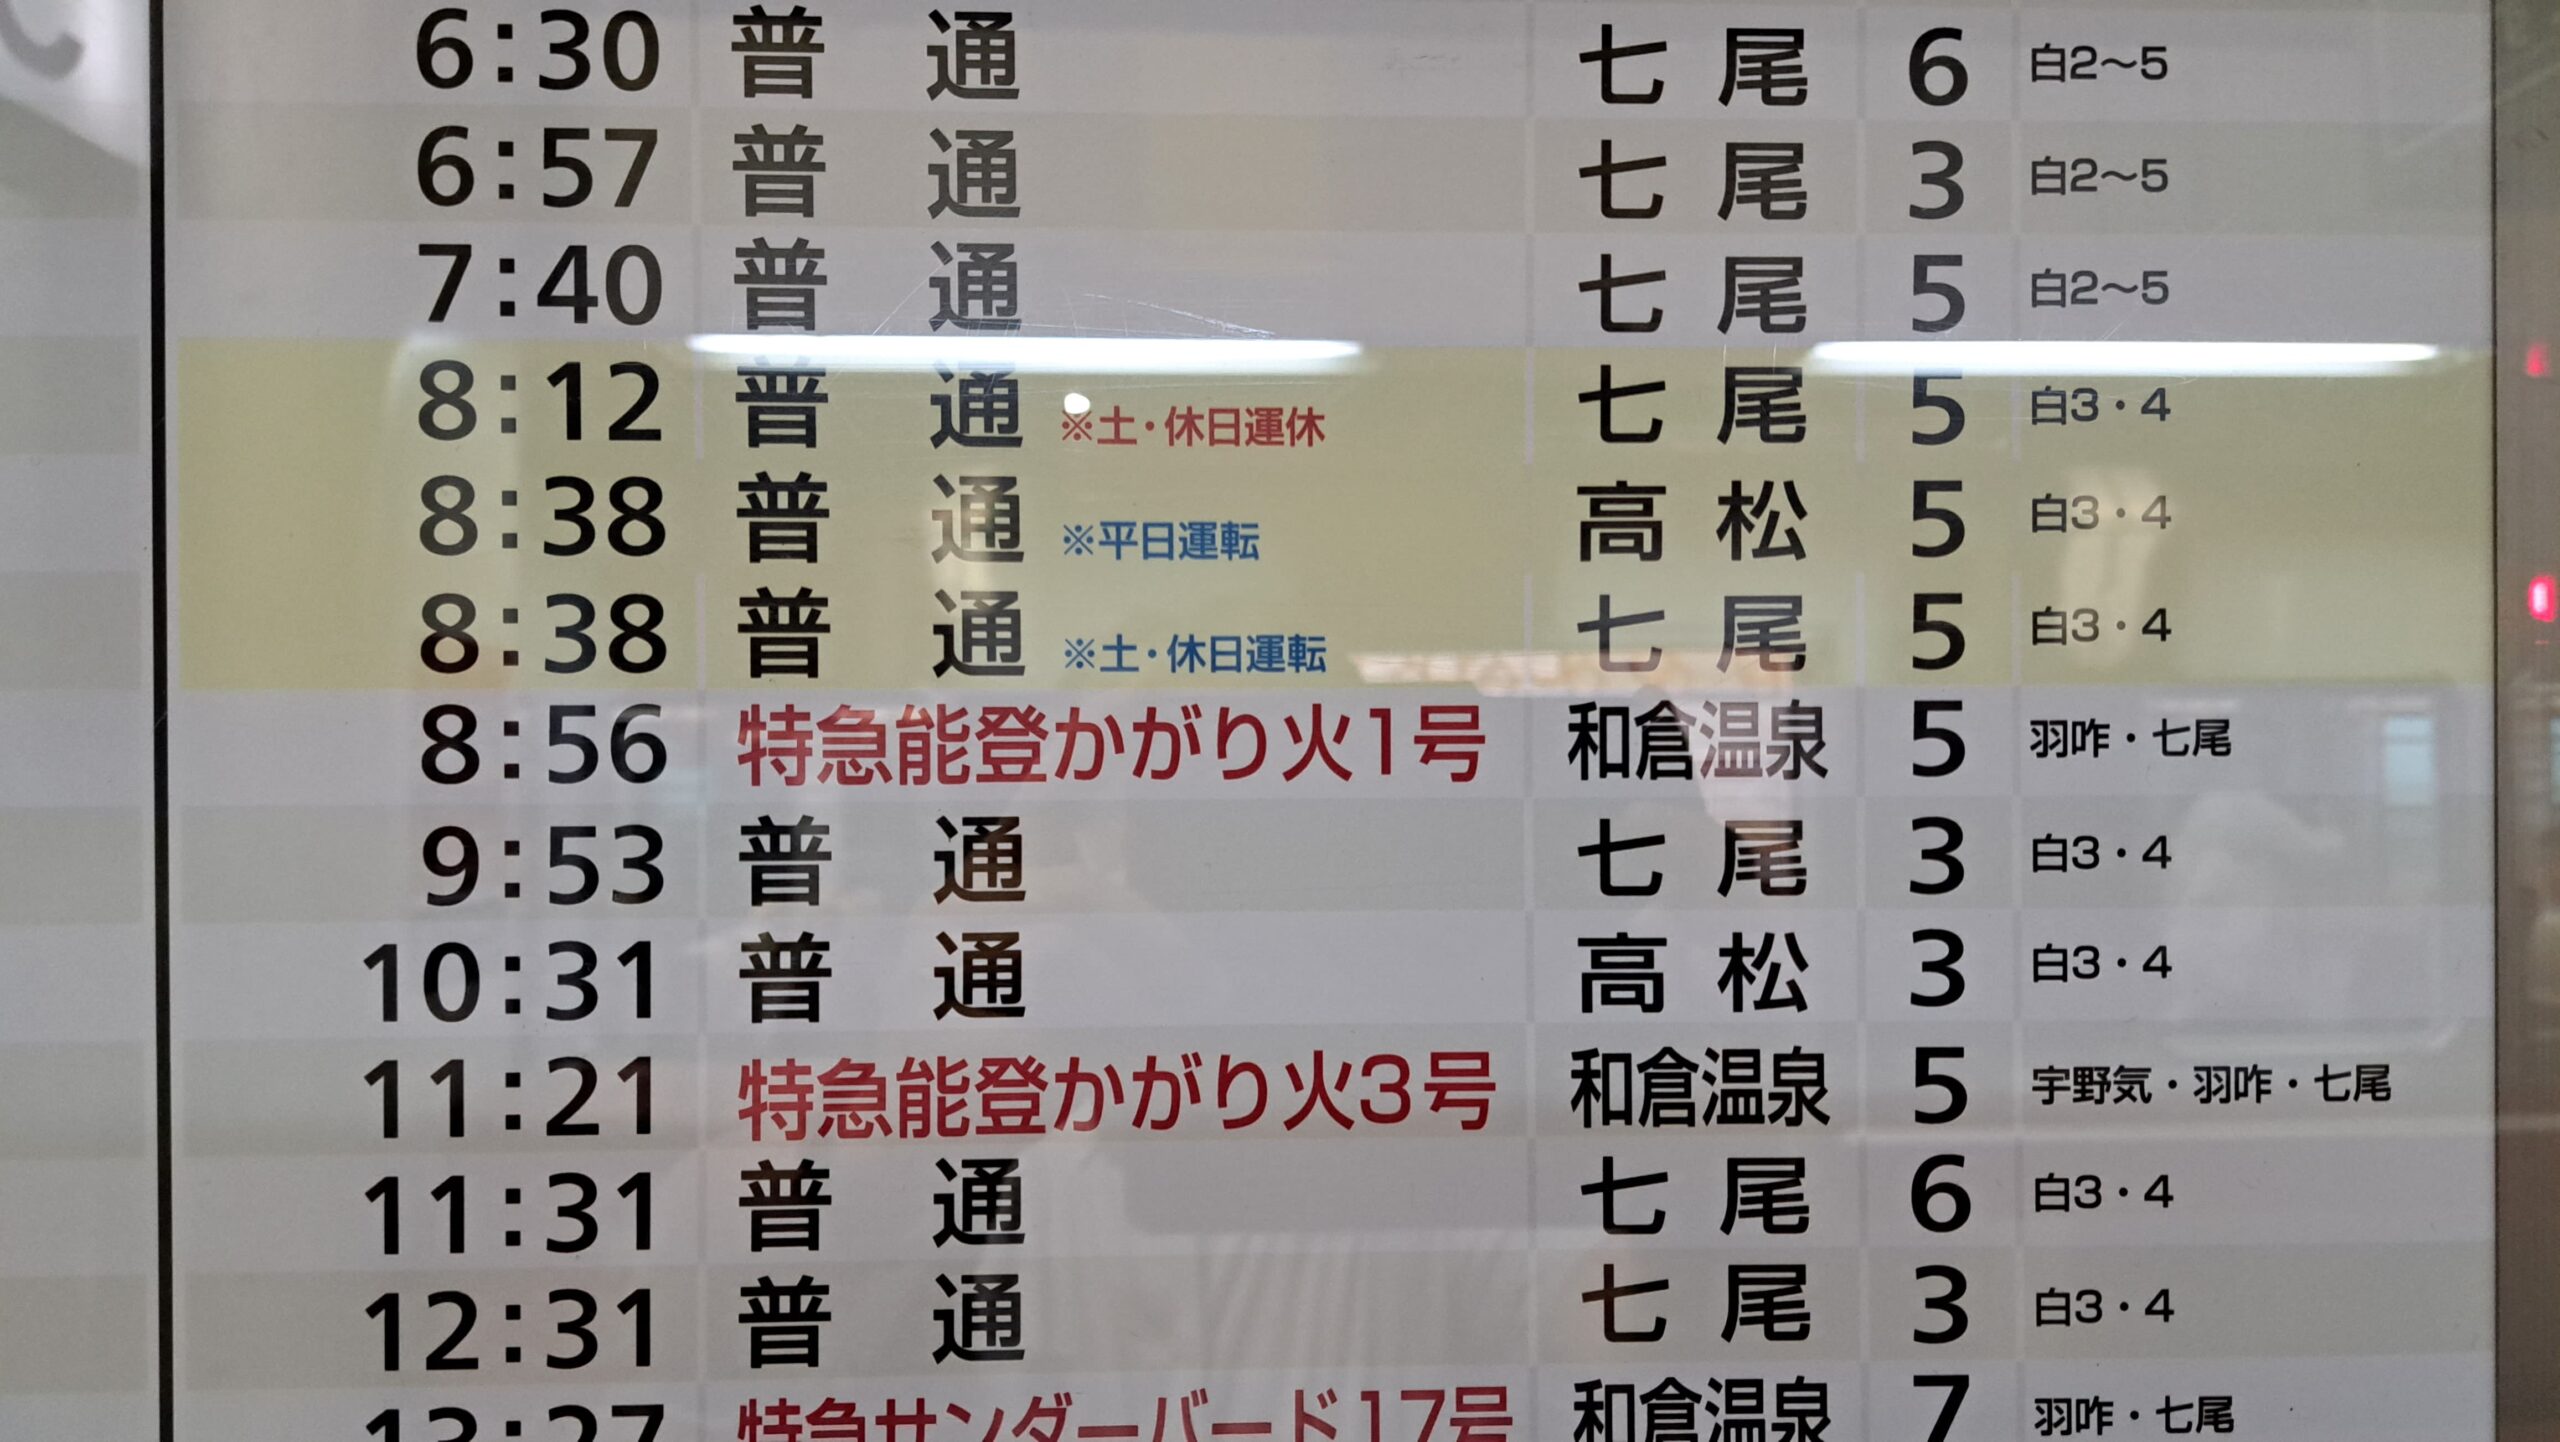 6:30 普通 七尾 6 白2～5
6:57 普通 七尾 3 白2～5
7:40 普通 七尾 5 白2～5
8:12 普通 ※土・休日運休 七尾 5 白3・4
8:38 普通 ※平日運転 高松 5 白3・4
8:38 普通 ※土・休日運転 七尾 5 白3・4
8:56 特急能登かがり火1号 和倉温泉 5 羽咋・七尾
9:53 普通 七尾 3 白3・4
10:31 普通 高松 3 白3・4
11:21 特急能登かがり火3号 和倉温泉 5 宇野気・羽咋・七尾
11:31 普通 七尾 6 白3・4
12:31 普通 七尾 3 白3・4
13:27 特急サンダーバード17号 和倉温泉 7 羽咋・七尾